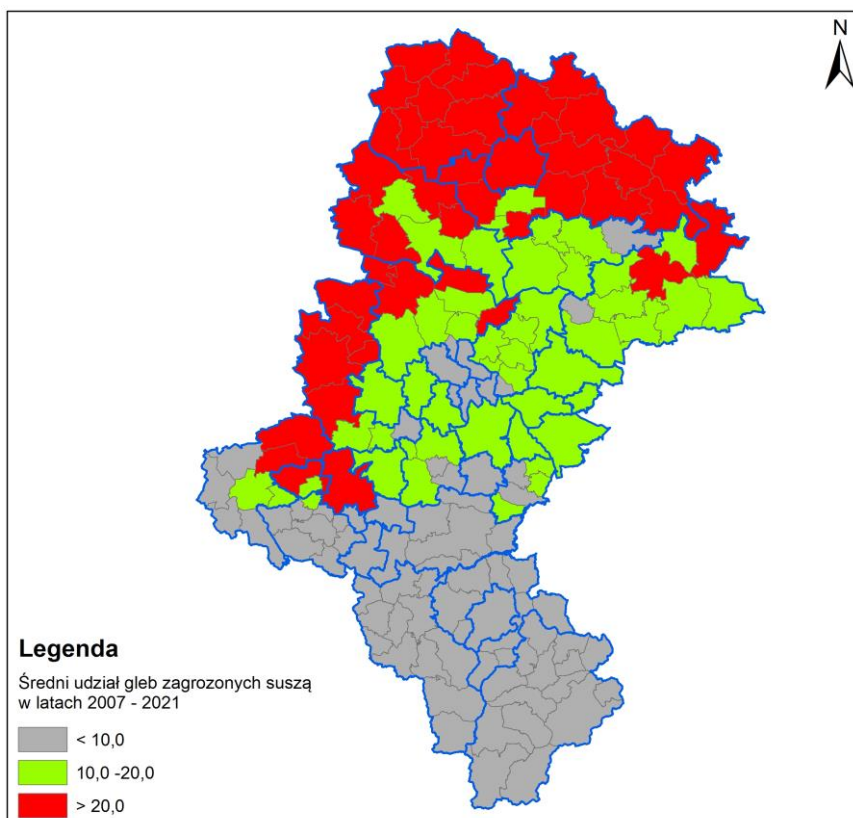 N
Legenda
Średni udział gleb zagrozonych suszą
w latach 2007 - 2021
< 10,0
10,0 -20,0
> 20,0